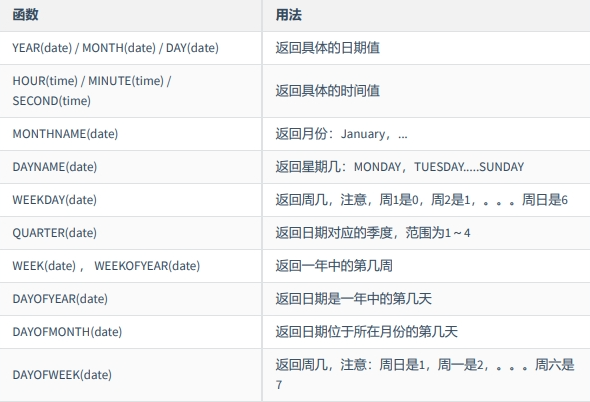 函数 用法
YEAR(date) / MONTH(date) / DAY(date) 返回具体的日期值
HOUR(time) / MINUTE(time) /
SECOND(time) 返回具体的时间值
MONTHNAME(date) 返回月份：January，...
DAYNAME(date) 返回星期几：MONDAY，TUESDAY.....SUNDAY
WEEKDAY(date) 返回周几，注意，周1是0，周2是1，。。。周日是6
QUARTER(date) 返回日期对应的季度，范围为1～4
WEEK(date) ， WEEKOFYEAR(date) 返回一年中的第几周
DAYOFYEAR(date) 返回日期是一年中的第几天
DAYOFMONTH(date) 返回日期位于所在月份的第几天
DAYOFWEEK(date) 返回周几，注意：周日是1，周一是2，。。。周六是
7